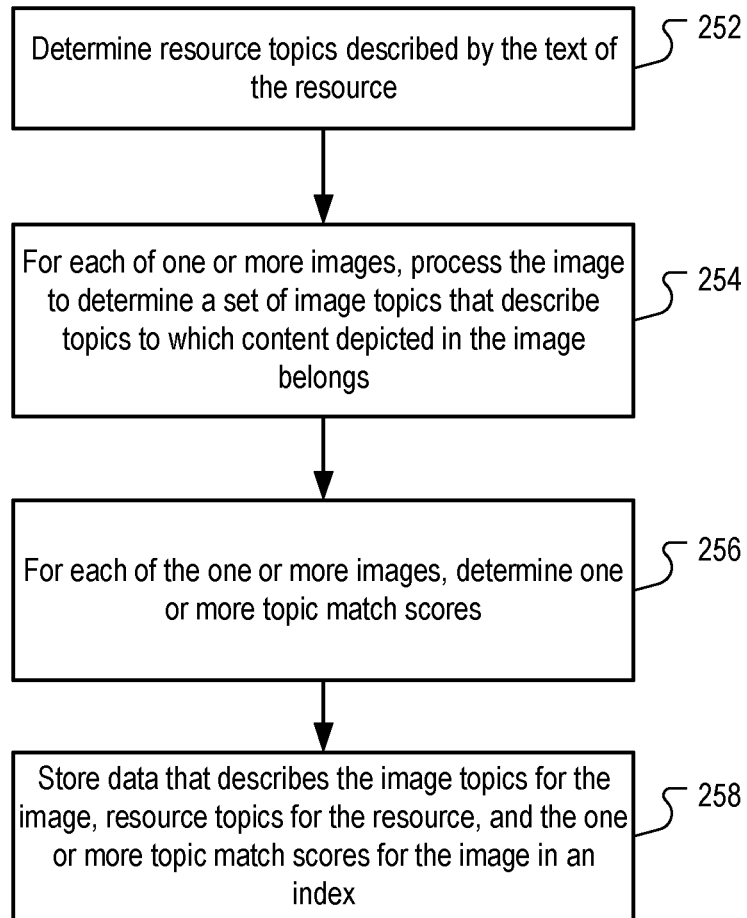 Determine resource topics described by the text of
the resource
252
For each of one or more images, process the image
to determine a set of image topics that describe
topics to which content depicted in the image
belongs
254
For each of the one or more images, determine one
or more topic match scores
256
Store data that describes the image topics for the
image, resource topics for the resource, and the one
or more topic match scores for the image in an
index
258